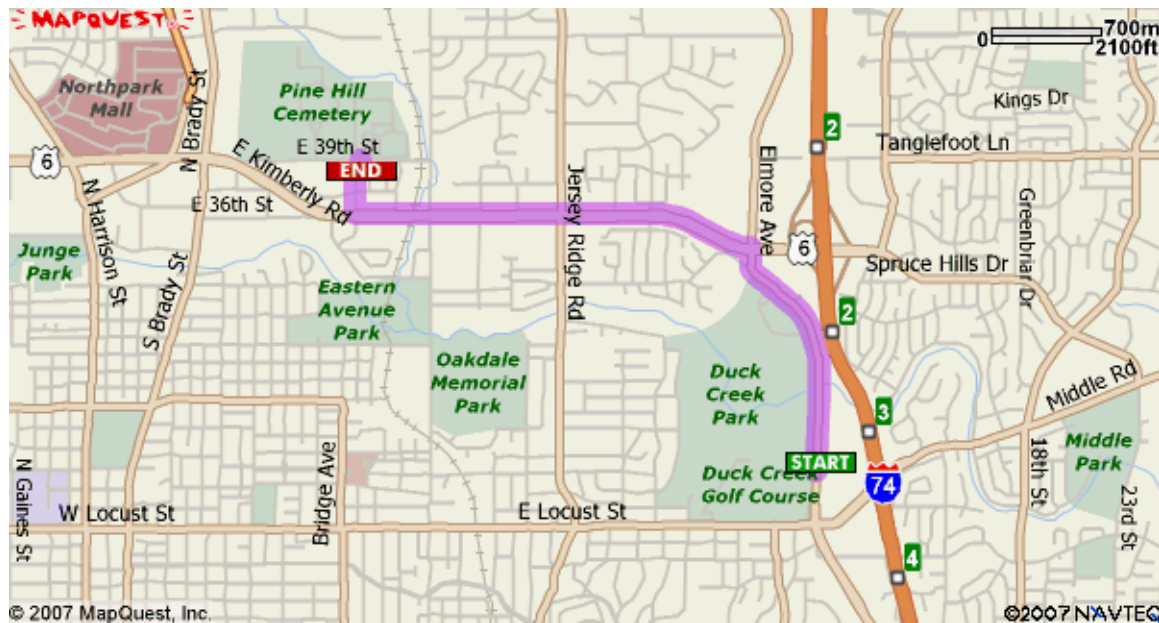 MAPQUEST
700m
0
2100ft
Northpark
Mall
N Brady St
Pine Hill
Cemetery
Kings Dr
2
Tanglefoot Ln
6
E 39th St
END
E Kimberly Rd
E 36th St
N Harrison St
Jersey Ridge Rd
Elmore Ave
6
Greenbriar Dr
Junge
Park
S Brady St
Spruce Hills Dr
Eastern
Avenue
Park
2
Oakdale
Memorial
Park
Duck
Creek
Park
Middle Rd
3
N Gaines St
Bridge Ave
START
Duck Creek
Golf Course
74
18th St
Middle
Park
23rd St
W Locust St
E Locust St
4
© 2007 MapQuest, Inc.
©2007 NAVTEQ